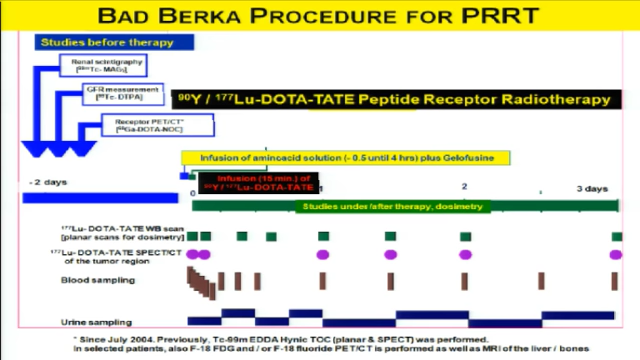 BAD BERKA PROCEDURE FOR PRRT
Studies before therapy
Renal scintigraphy
[99mTc- MAG3]
GFR measurement
[99Tc- DTPA]
Receptor PET/CT*
[68Ga-DOTA-NOC]
90Y / 177Lu-DOTA-TATE Peptide Receptor Radiotherapy
Infusion of aminoacid solution (- 0.5 until 4 hrs) plus Gelofusine
Infusion (15 min.) of
90Y / 177Lu-DOTA-TATE
- 2 days
0 1 2 3 days
Studies under/after therapy, dosimetry
177Lu- DOTA-TATE WB scan
[planar scans for dosimetry]
177Lu- DOTA-TATE SPECT/CT
of the tumor region
Blood sampling
Urine sampling
* Since July 2004. Previously, Tc-99m EDDA Hynic TOC (planar & SPECT) was performed.
In selected patients, also F-18 FDG and / or F-18 fluoride PET/CT is performed as well as MRI of the liver / bones